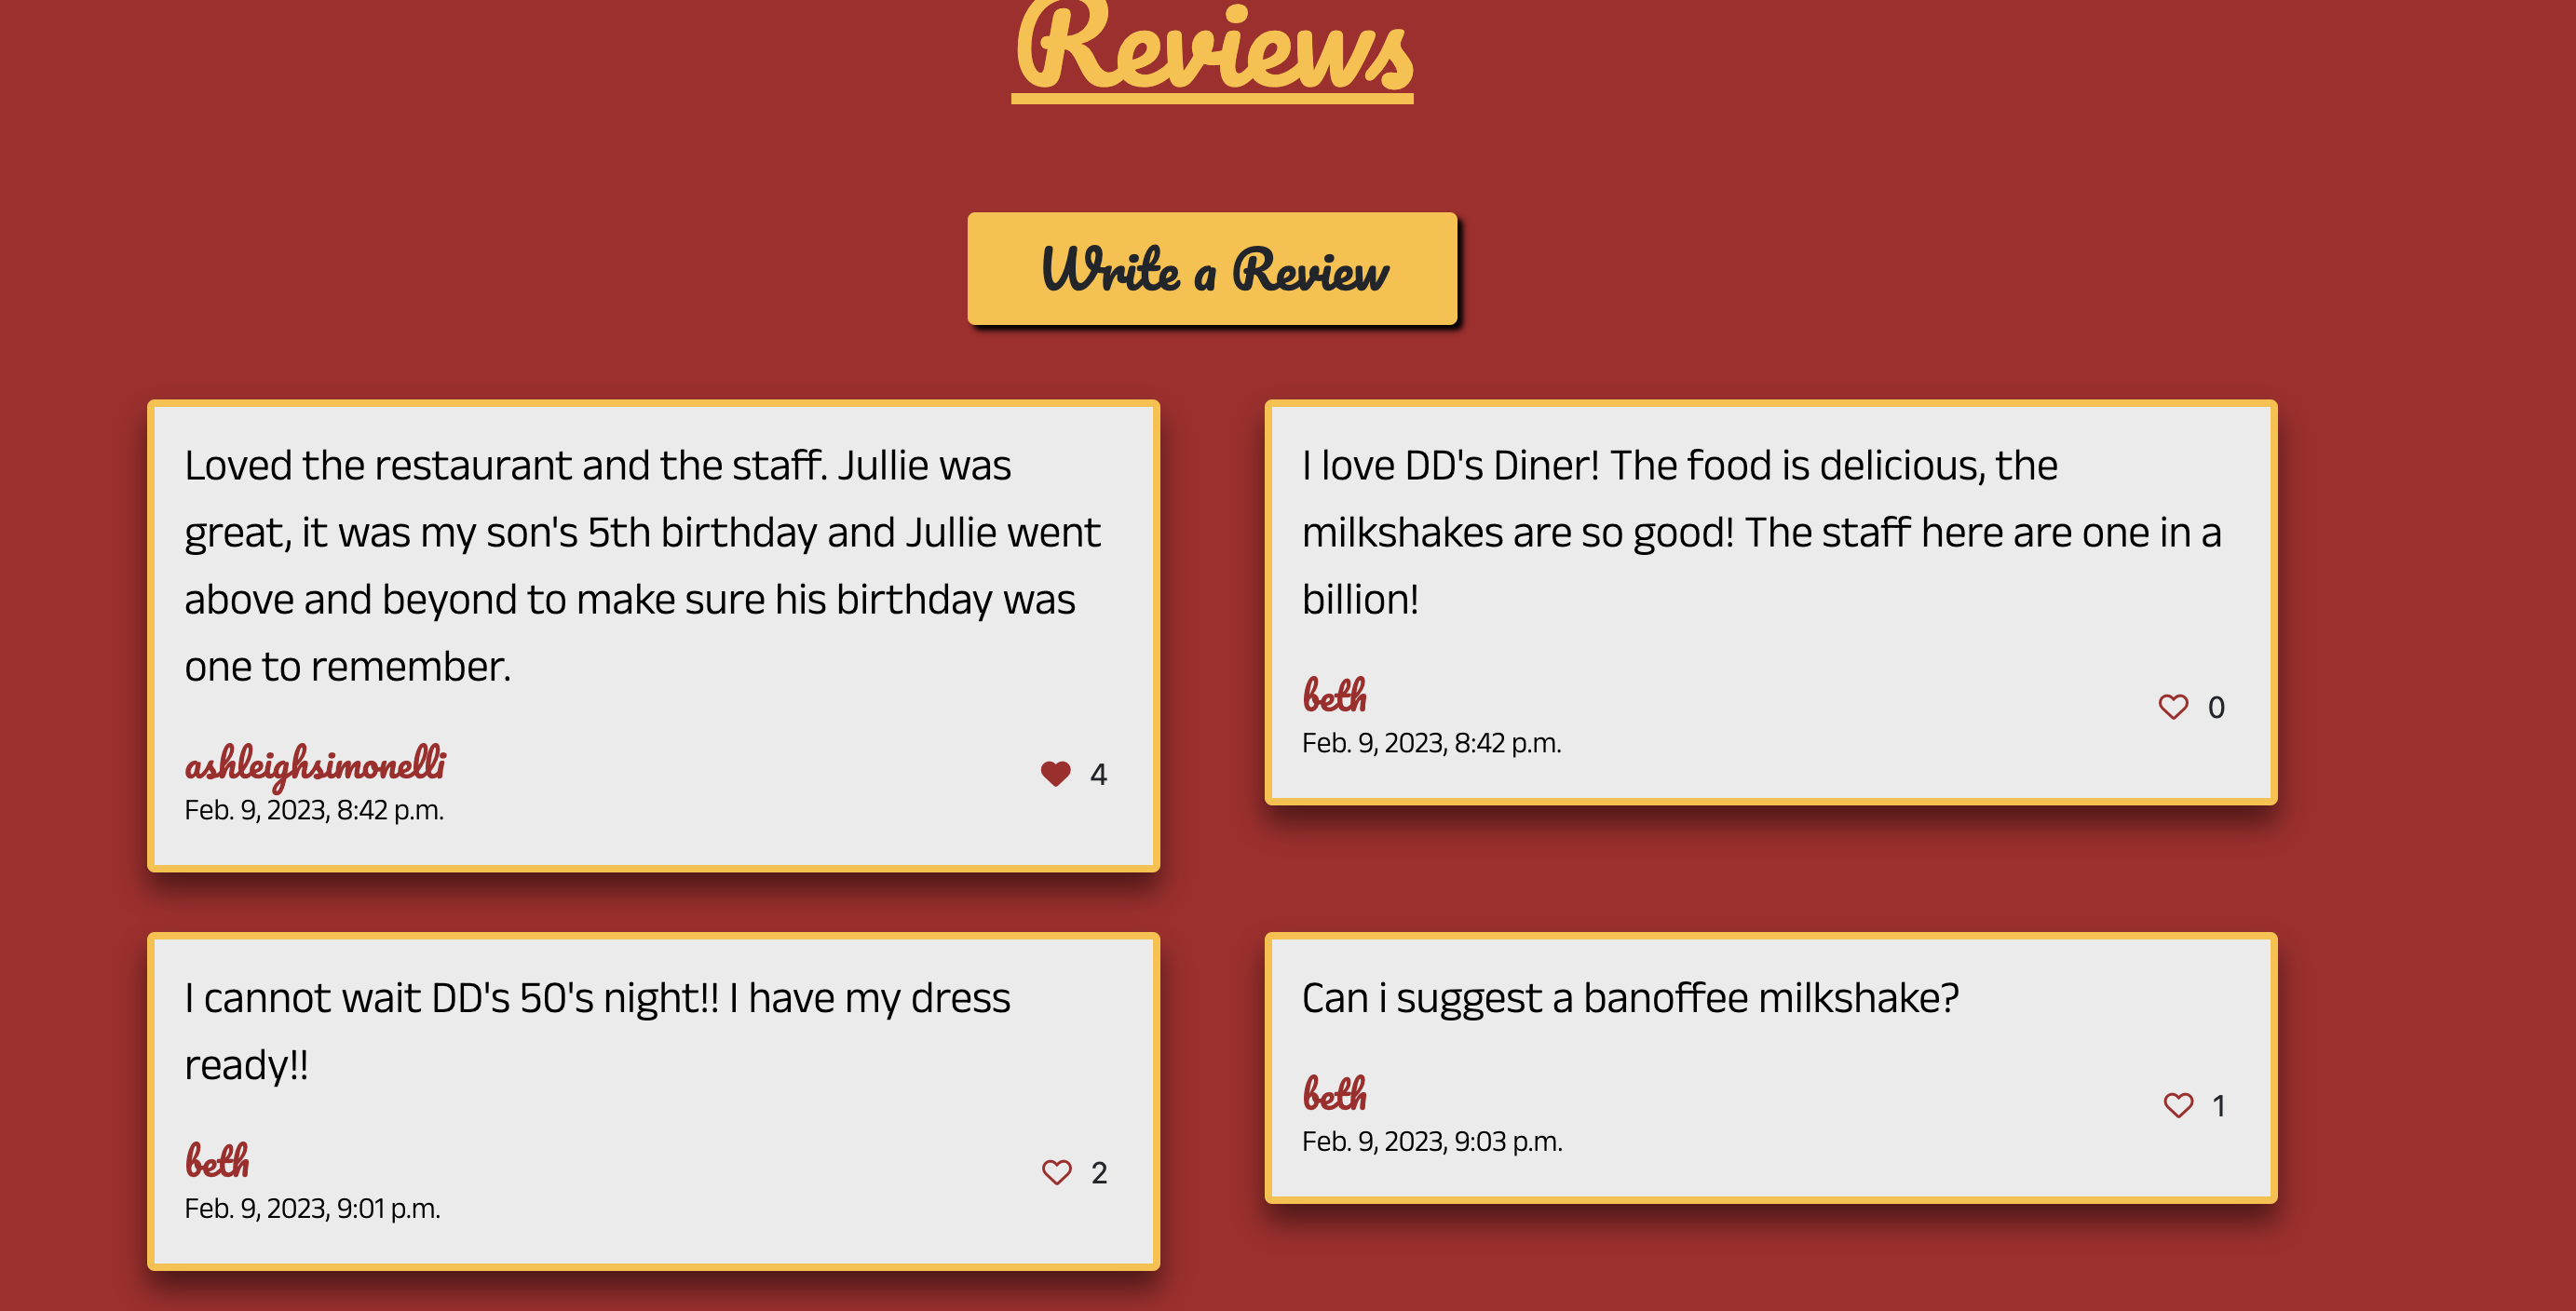 Reviews
Write a Review
Loved the restaurant and the staff. Jullie was
great, it was my son's 5th birthday and Jullie went
above and beyond to make sure his birthday was
one to remember.
ashleighsimonelli
4
Feb. 9, 2023, 8:42 p.m.
I love DD's Diner! The food is delicious, the
milkshakes are so good! The staff here are one in a
billion!
beth
0
Feb. 9, 2023, 8:42 p.m.
I cannot wait DD's 50's night!! I have my dress
ready!!
beth
2
Feb. 9, 2023, 9:01 p.m.
Can i suggest a banoffee milkshake?
beth
1
Feb. 9, 2023, 9:03 p.m.